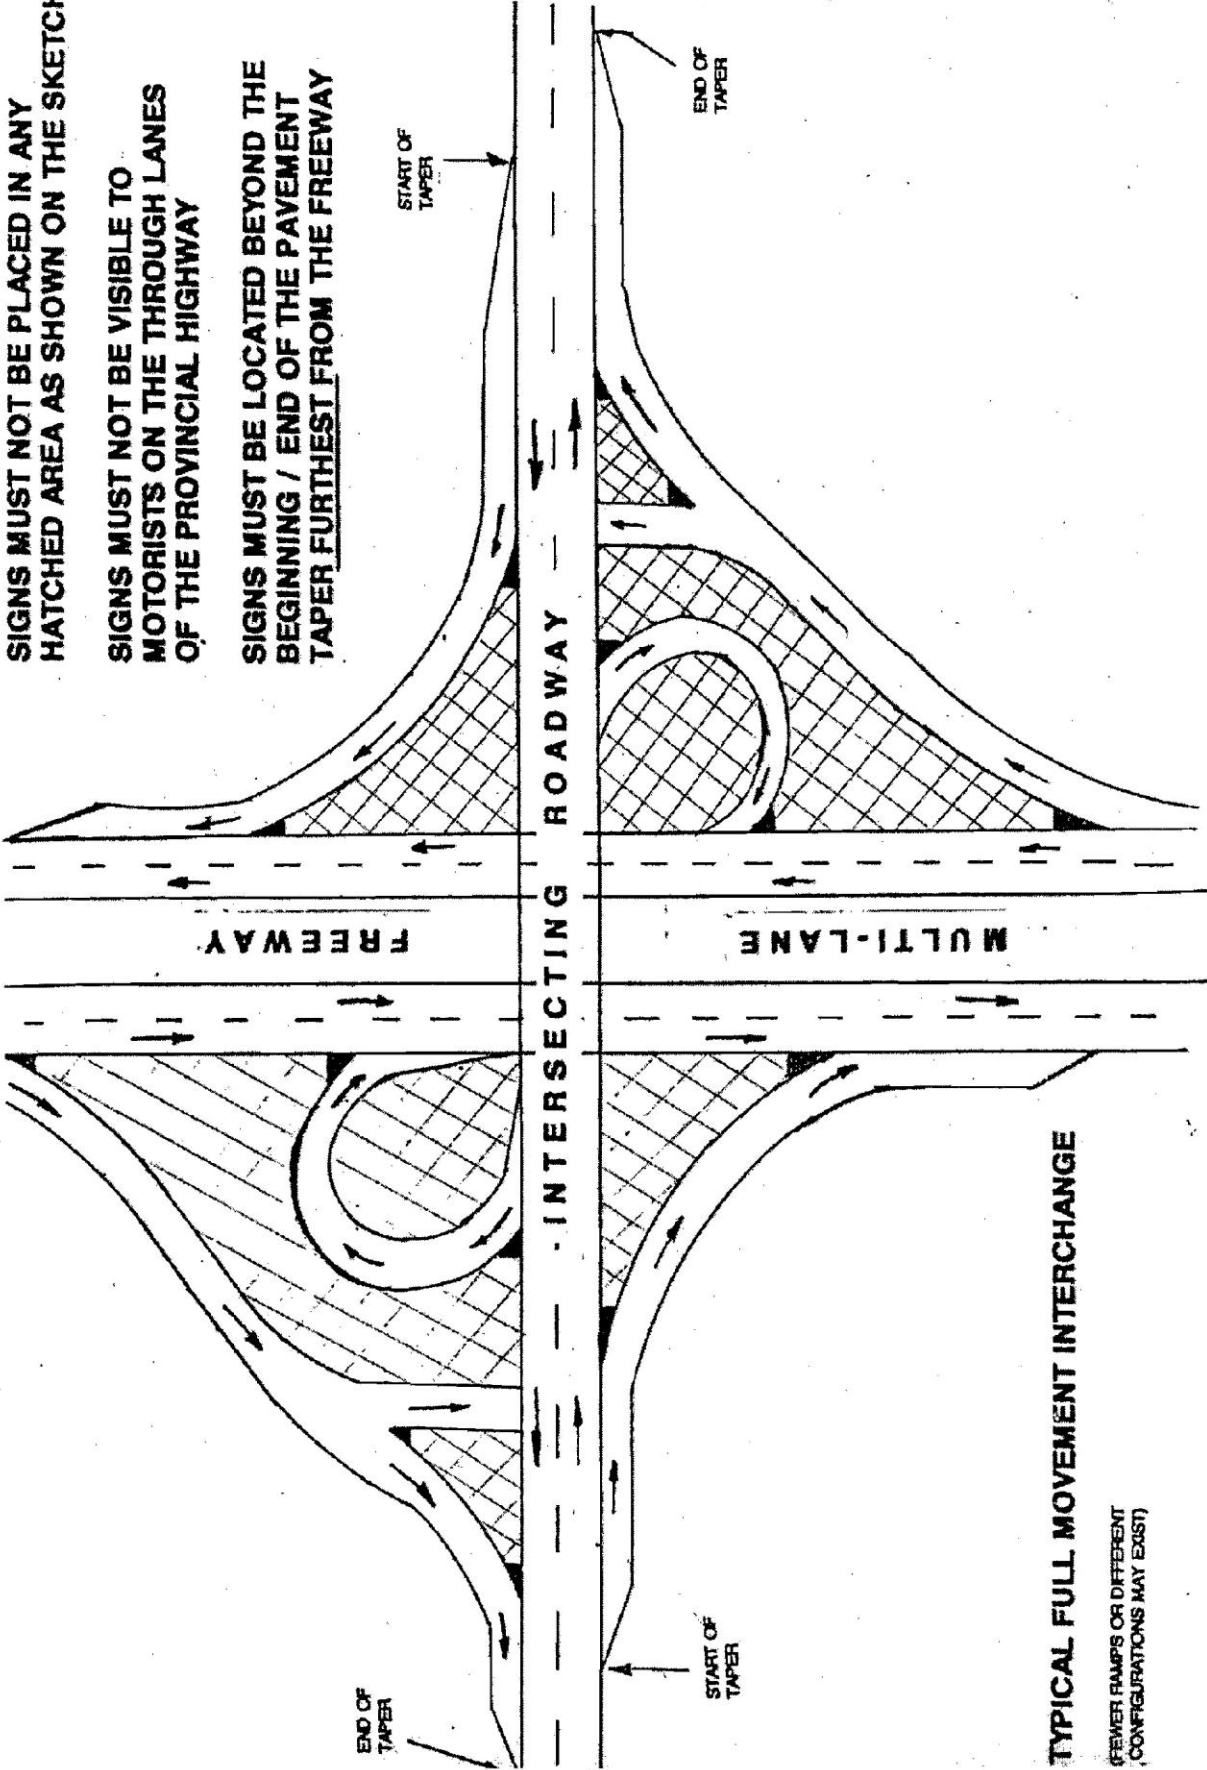 SIGNS MUST NOT BE PLACED IN ANY
HATCHED AREA AS SHOWN ON THE SKETCH
SIGNS MUST NOT BE VISIBLE TO
MOTORISTS ON THE THROUGH LANES
OF THE PROVINCIAL HIGHWAY
SIGNS MUST BE LOCATED BEYOND THE
BEGINNING / END OF THE PAVEMENT
TAPER FURTHEST FROM THE FREEWAY
START OF
TAPER
END OF
TAPER
FREEWAY
MULTI-LANE
INTERSECTING ROADWAY
END OF
TAPER
START OF
TAPER
TYPICAL FULL MOVEMENT INTERCHANGE
(FEWER RAMPS OR DIFFERENT
CONFIGURATIONS MAY EXIST)